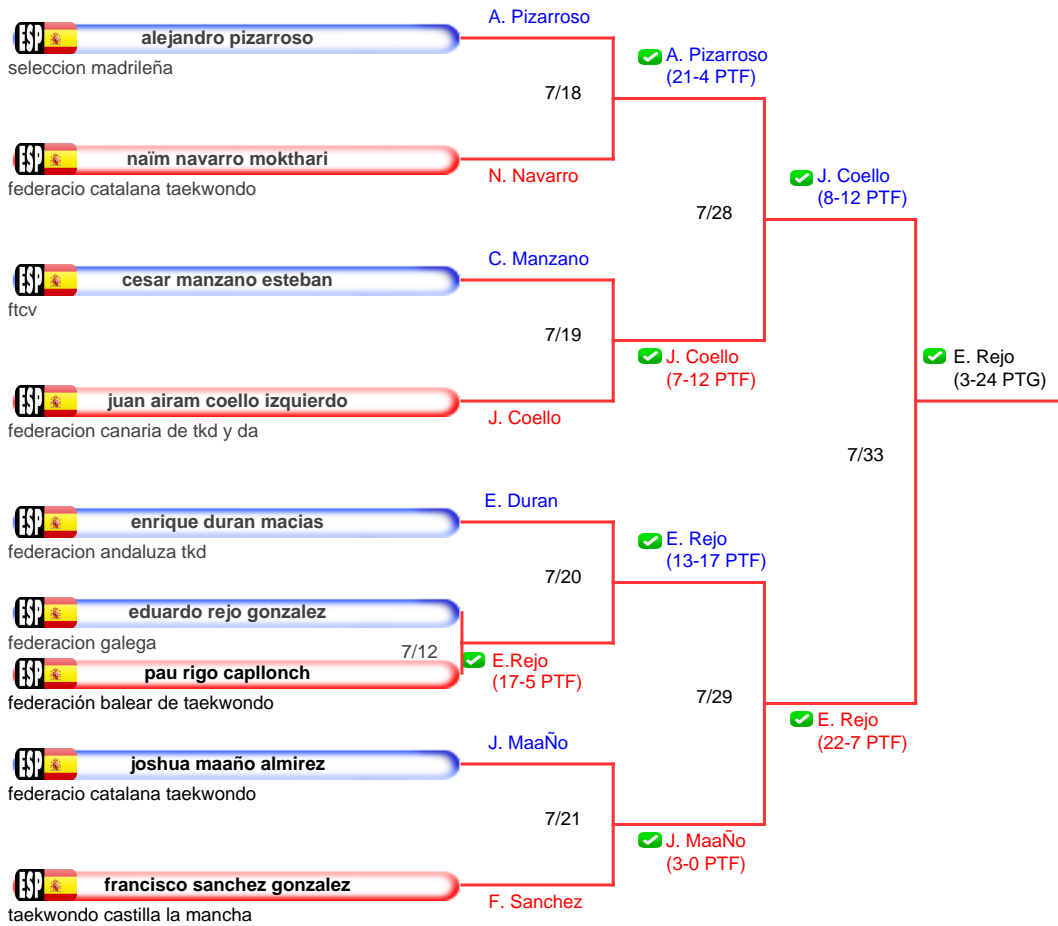 A. Pizarroso
ESP alejandro pizarroso
seleccion madrileña
A. Pizarroso
(21-4 PTF)
7/18
ESP naïm navarro mokthari
federacio catalana taekwondo
N. Navarro
J. Coello
(8-12 PTF)
7/28
C. Manzano
ESP cesar manzano esteban
ftcv
7/19
J. Coello
(7-12 PTF)
E. Rejo
(3-24 PTG)
ESP juan airam coello izquierdo
J. Coello
federacion canaria de tkd y da
7/33
E. Duran
ESP enrique duran macias
federacion andaluza tkd
E. Rejo
(13-17 PTF)
7/20
ESP eduardo rejo gonzalez
federacion galega
7/12
E.Rejo
(17-5 PTF)
ESP pau rigo capllonch
federación balear de taekwondo
7/29
E. Rejo
(22-7 PTF)
J. MaaÑo
ESP joshua maaño almirez
federacio catalana taekwondo
7/21
J. MaaÑo
(3-0 PTF)
ESP francisco sanchez gonzalez
F. Sanchez
taekwondo castilla la mancha